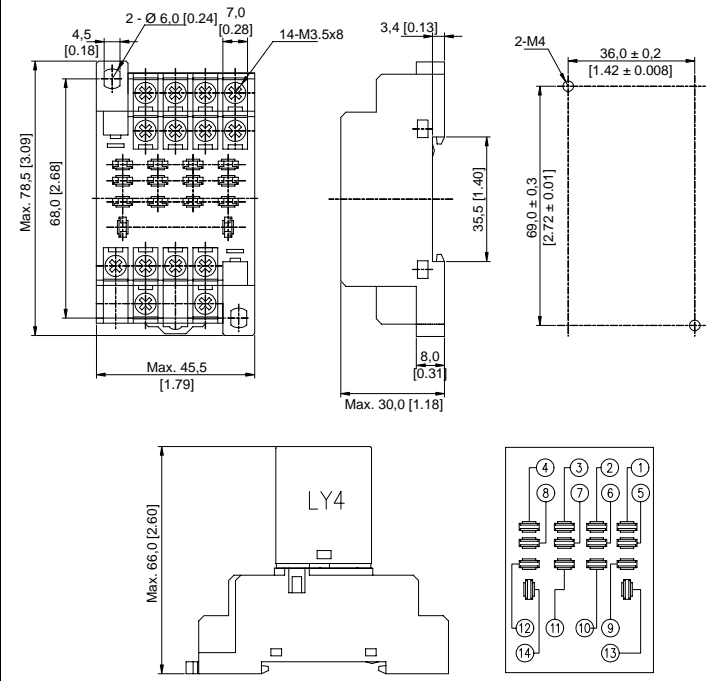 2 - Ø 6,0 [0.24]
7,0
[0.28]
4,5
[0.18]
14-M3.5x8
Max. 78,5 [3.09]
68,0 [2.68]
Max. 45,5
[1.79]
3,4 [0.13]
35,5 [1.40]
8,0
[0.31]
Max. 30,0 [1.18]
2-M4
36,0 ± 0,2
[1.42 ± 0.008]
69,0 ± 0.3
[2.72 ± 0.01]
Max. 66,0 [2.60]
LY4
4 3 2 1
8 7 6 5
12 11 10 9
14 13